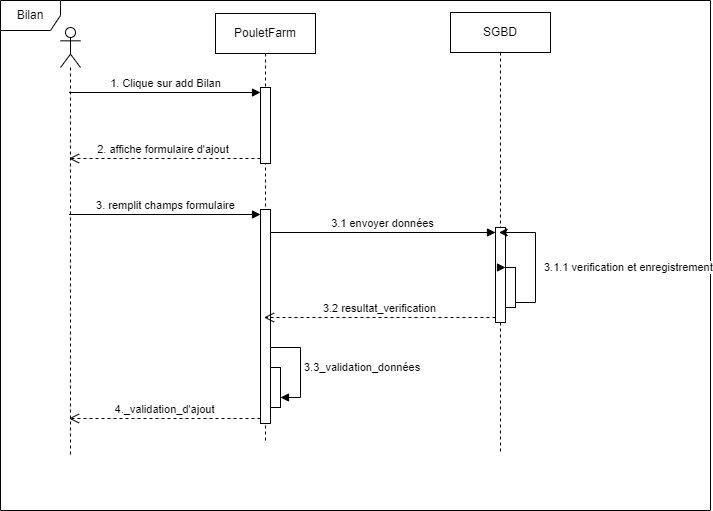 Bilan
PouletFarm
SGBD
1. Clique sur add Bilan
2. affiche formulaire d'ajout
3. remplit champs formulaire
3.1 envoyer données
3.1.1 verification et enregistrement
3.2 resultat_verification
3.3_validation_données
4._validation_d'ajout